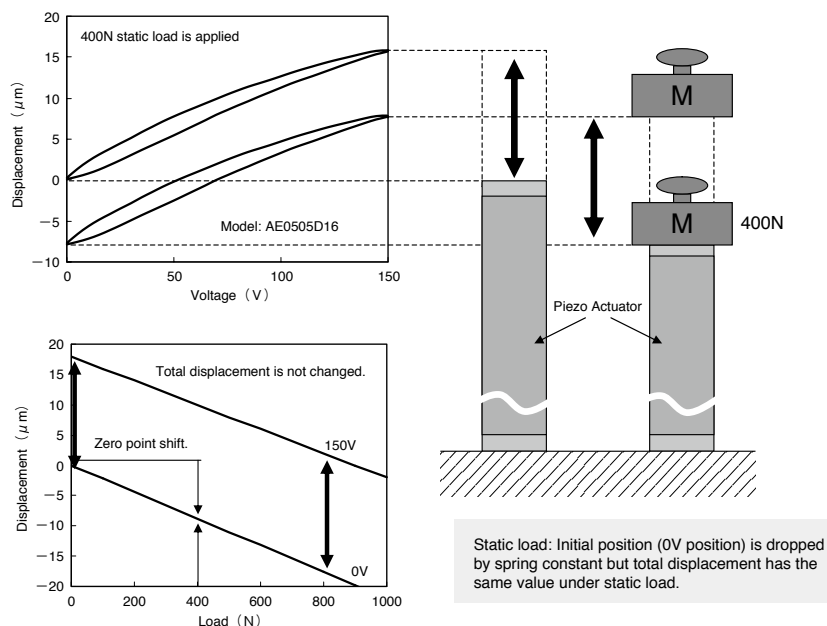 20
15
10
5
0
−5
−10
Displacement (μm)
400N static load is applied
Model: AE0505D16
0
50
100
150
Voltage (V)
M
M
400N
Piezo Actuator
20
15
10
5
0
−5
−10
−15
−20
Displacement (μm)
Total displacement is not changed.
Zero point shift.
150V
0V
0
200
400
600
800
1000
Load (N)
Static load: Initial position (0V position) is dropped
by spring constant but total displacement has the
same value under static load.